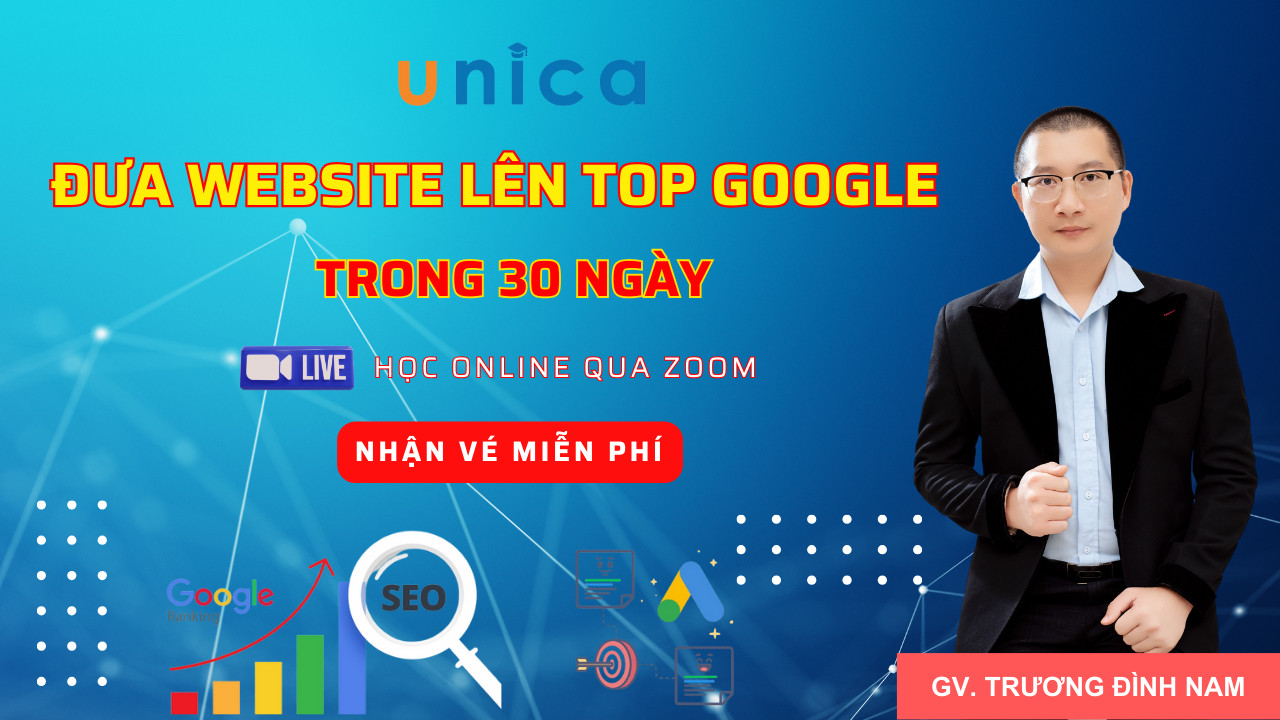 unica
ĐƯA WEBSITE LÊN TOP GOOGLE
TRONG 30 NGÀY
LIVE
HỌC ONLINE QUA ZOOM
NHẬN VÉ MIỄN PHÍ
Google
Ranking
SEO
GV. TRƯƠNG ĐÌNH NAM